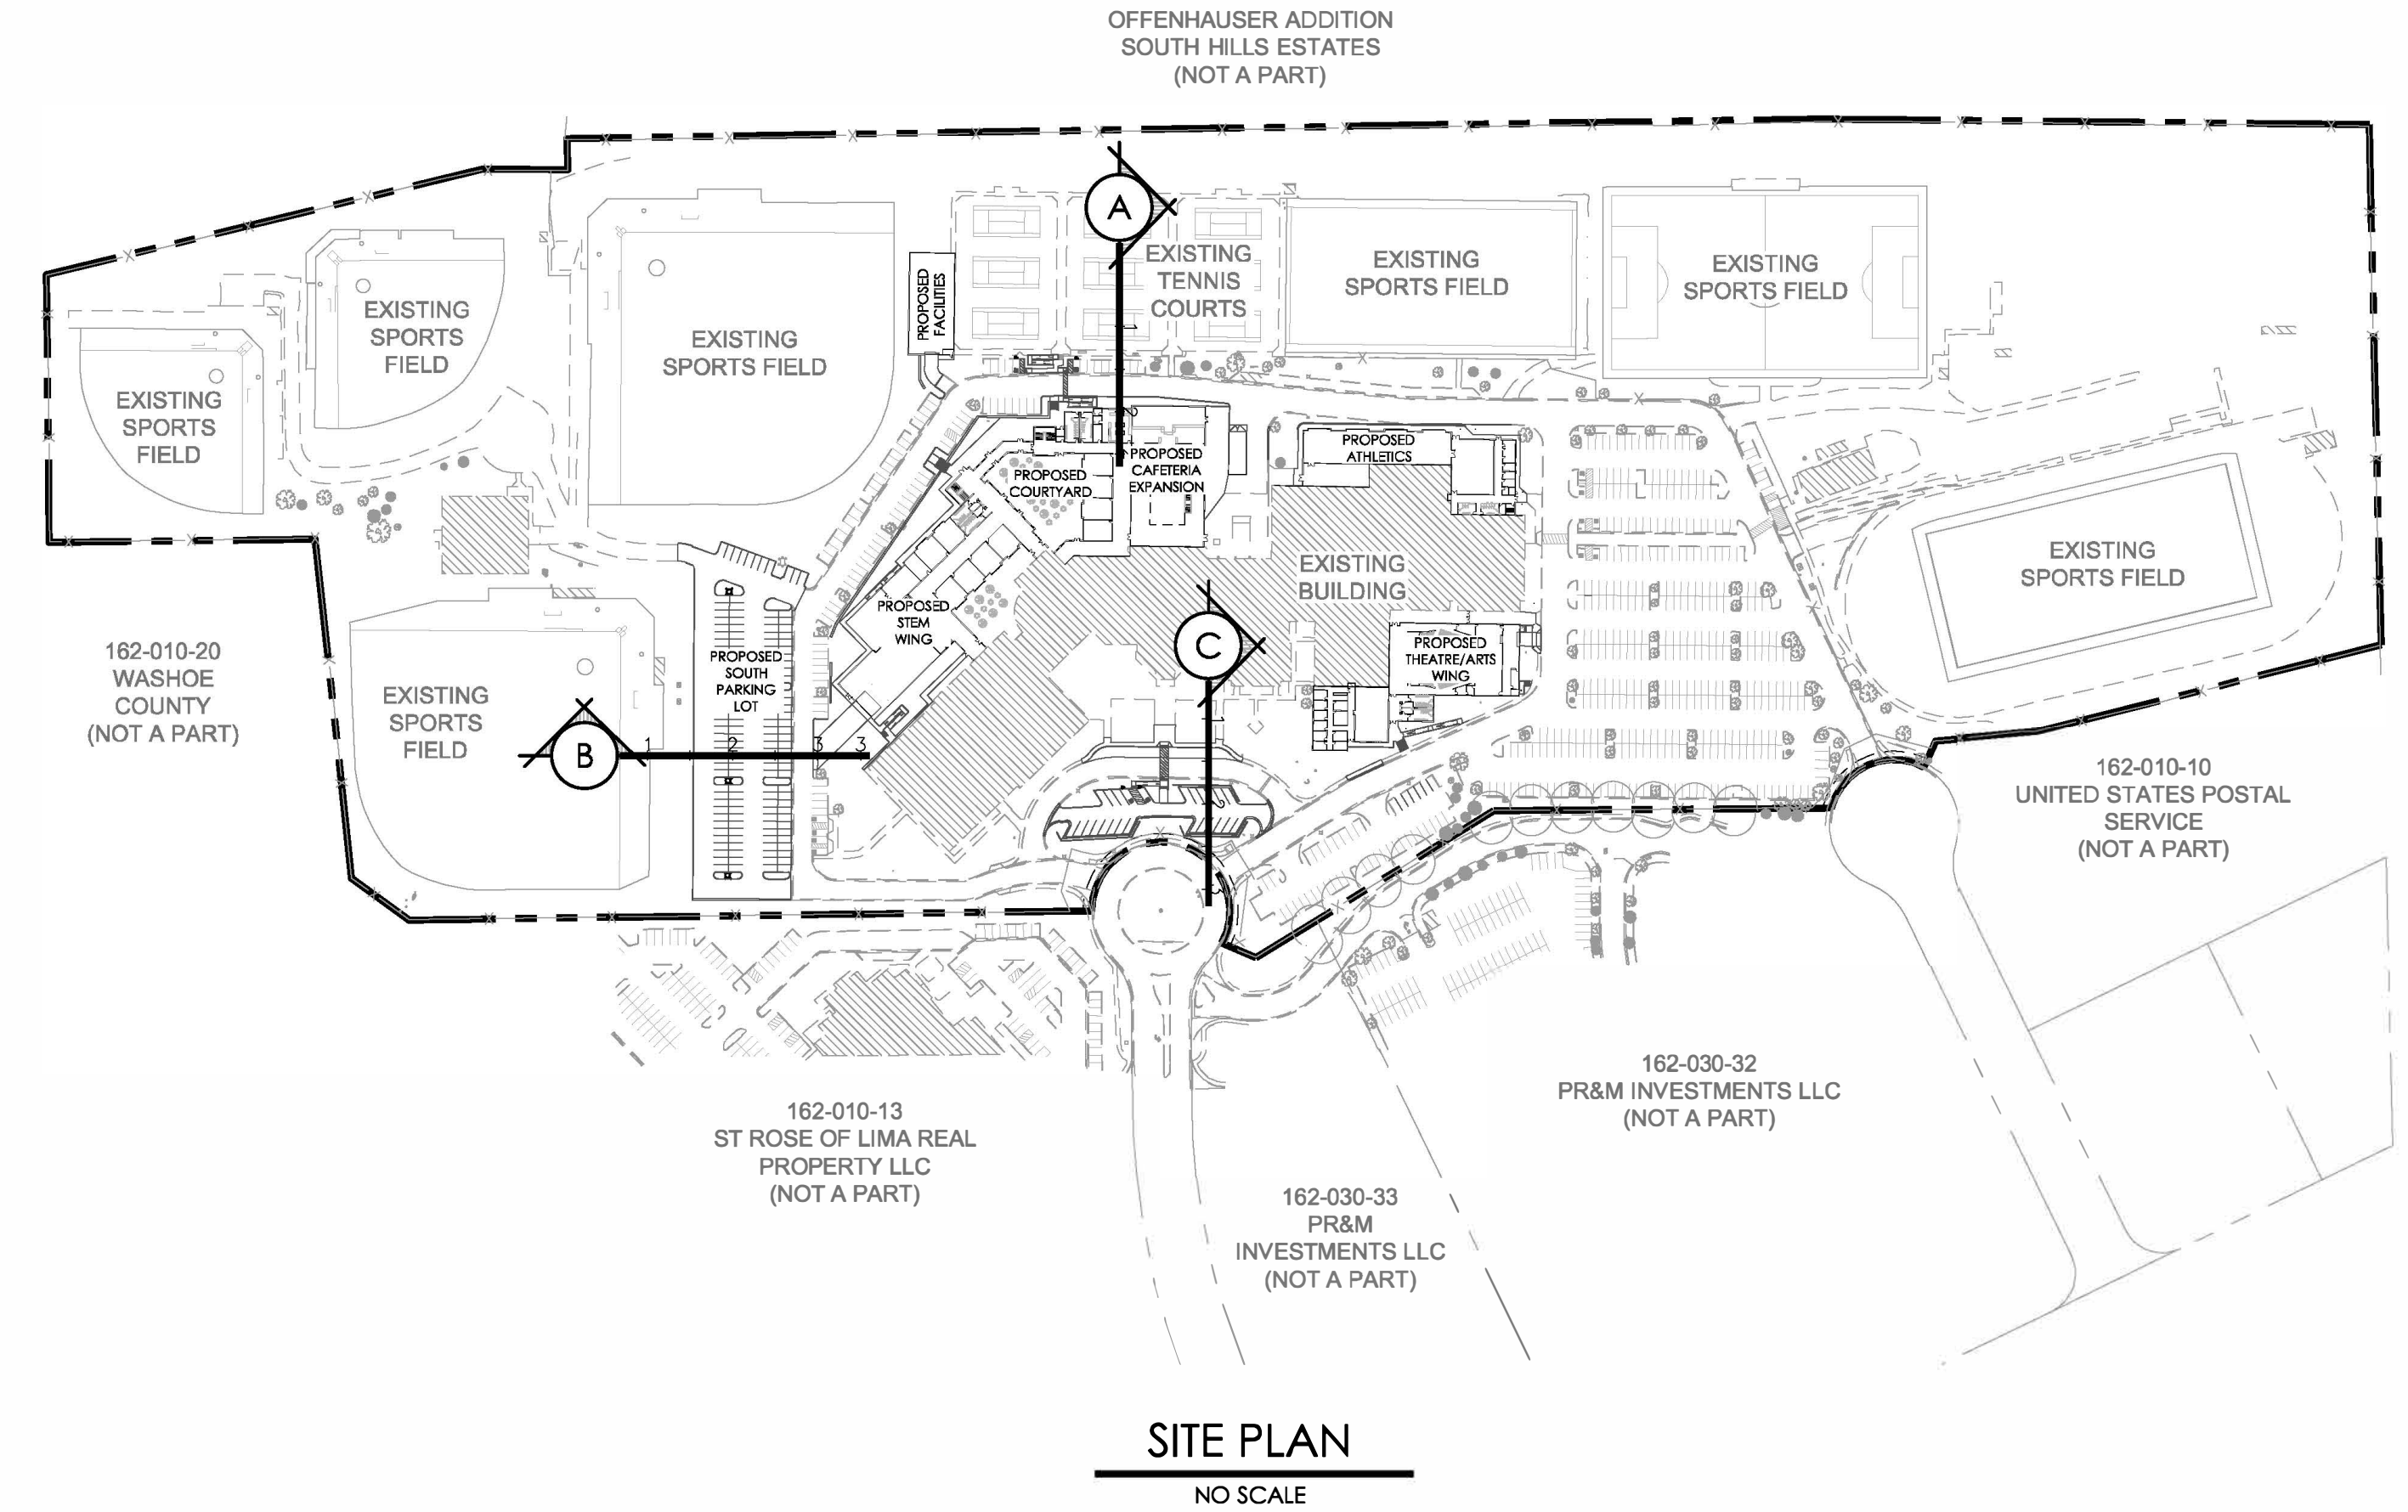 OFFENHAUSER ADDITION
SOUTH HILLS ESTATES
(NOT A PART)
A
EXISTING
TENNIS
COURTS
EXISTING
SPORTS FIELD
EXISTING
SPORTS FIELD
PROPOSED
FACILITIES
EXISTING
SPORTS
FIELD
EXISTING
SPORTS FIELD
EXISTING
SPORTS
FIELD
1
2
PROPOSED
ATHLETICS
PROPOSED
CAFETERIA
EXPANSION
PROPOSED
COURTYARD
EXISTING
BUILDING
EXISTING
SPORTS FIELD
PROPOSED
STEM
WING
C
PROPOSED
THEATRE/ARTS
WING
PROPOSED
SOUTH
PARKING
LOT
162-010-20
WASHOE
COUNTY
(NOT A PART)
EXISTING
SPORTS
FIELD
B
1
2
3
3
1
2
162-010-10
UNITED STATES POSTAL
SERVICE
(NOT A PART)
162-030-32
PR&M INVESTMENTS LLC
(NOT A PART)
162-010-13
ST ROSE OF LIMA REAL
PROPERTY LLC
(NOT A PART)
162-030-33
PR&M
INVESTMENTS LLC
(NOT A PART)
SITE PLAN
NO SCALE